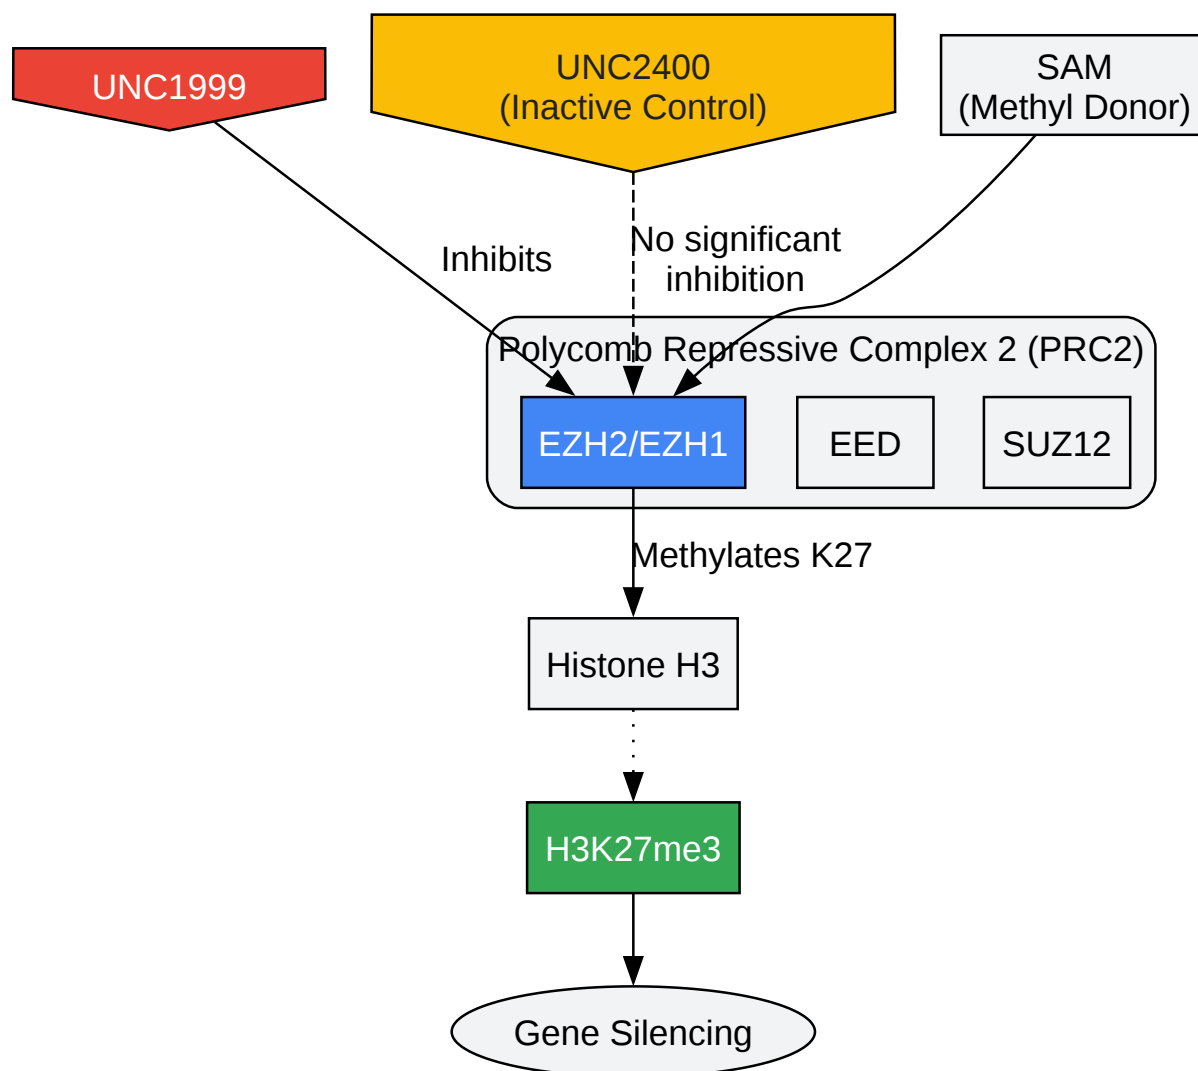 UNC1999
UNC2400
(Inactive Control)
SAM
(Methyl Donor)
Inhibits
No significant
inhibition
Polycomb Repressive Complex 2 (PRC2)
EZH2/EZH1
EED
SUZ12
Methylates K27
Histone H3
H3K27me3
Gene Silencing